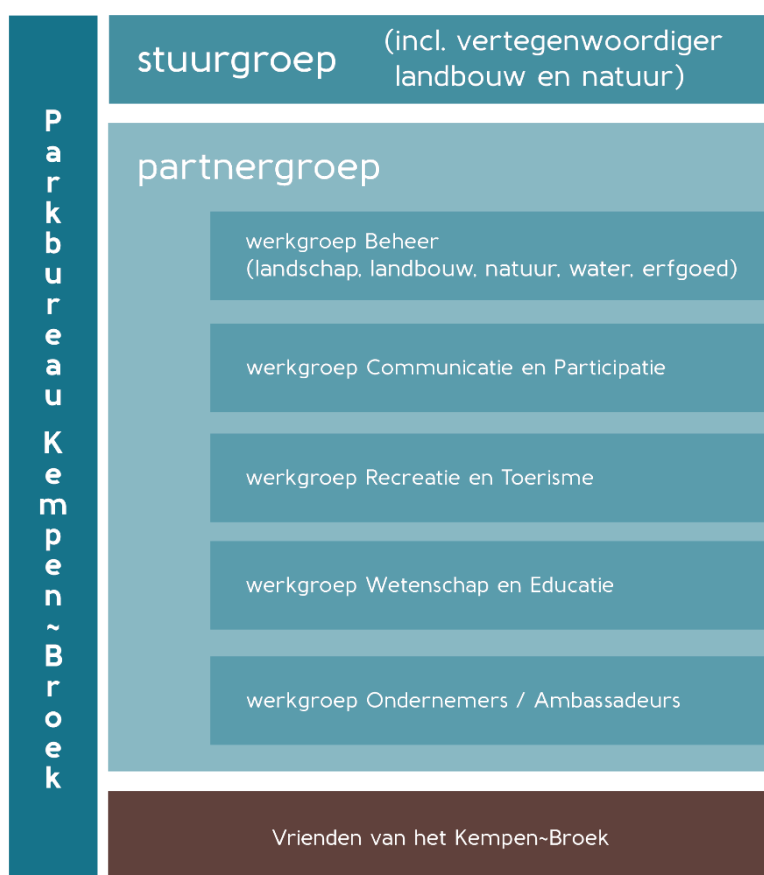 Parkbureau Kempen~Broek
stuurgroep
(incl. vertegenwoordiger
landbouw en natuur)
partnergroep
werkgroep Beheer
(landschap, landbouw, natuur, water, erfgoed)
werkgroep Communicatie en Participatie
werkgroep Recreatie en Toerisme
werkgroep Wetenschap en Educatie
werkgroep Ondernemers / Ambassadeurs
Vrienden van het Kempen~Broek